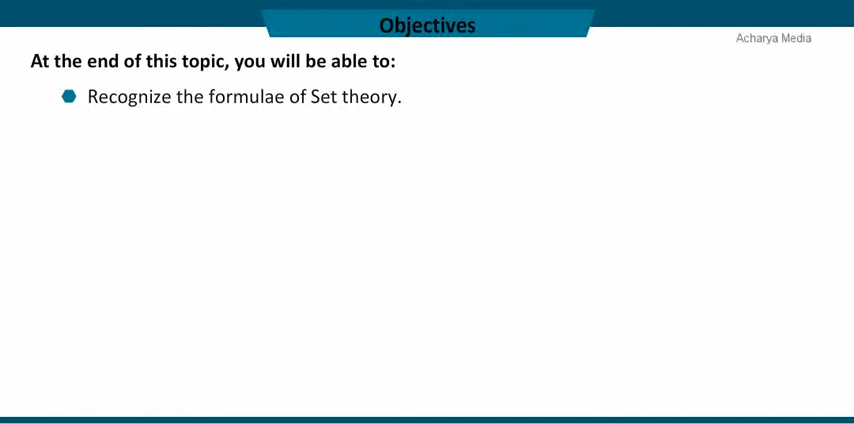 Objectives
Acharya Media
At the end of this topic, you will be able to:
Recognize the formulae of Set theory.